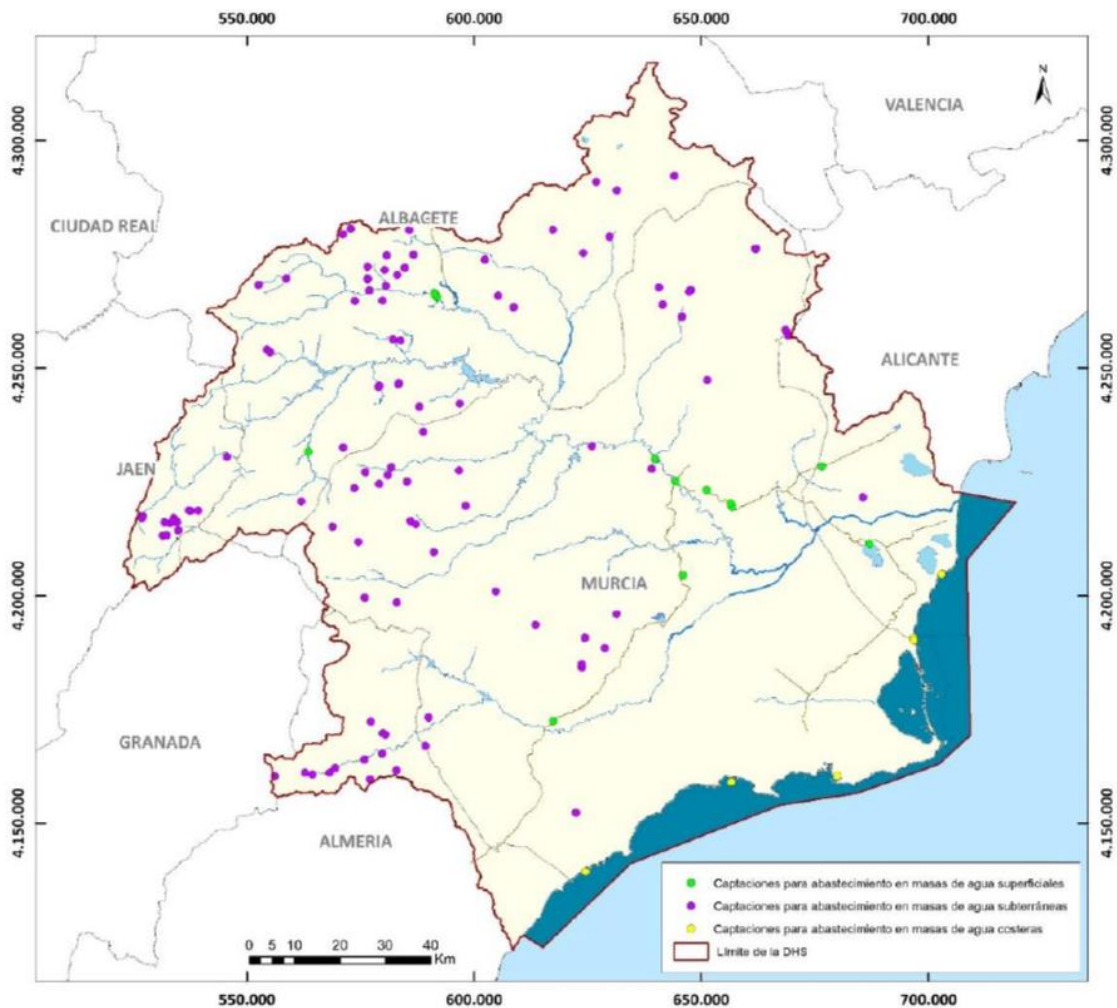 550.000 600.000 650.000 700.000
N
VALENCIA
4.300.000 4.300.000
CIUDAD REAL
ALBACETE
4.250.000 4.250.000
ALICANTE
JAEN
MURCIA
4.200.000 4.200.000
GRANADA
ALMERIA
4.150.000 4.150.000
Captaciones para abastecimiento en masas de agua superficiales
Captaciones para abastecimiento en masas de agua subterráneas
Captaciones para abastecimiento en masas de agua costeras
Límite de la DHS
0 5 10 20 30 40
Km
550.000 600.000 650.000 700.000